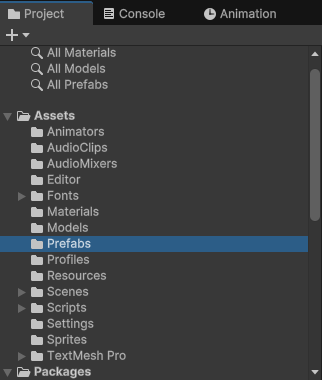 Project Console Animation
All Materials
All Models
All Prefabs
Assets
Animators
AudioClips
AudioMixers
Editor
Fonts
Materials
Models
Prefabs
Profiles
Resources
Scenes
Scripts
Settings
Sprites
TextMesh Pro
Packages